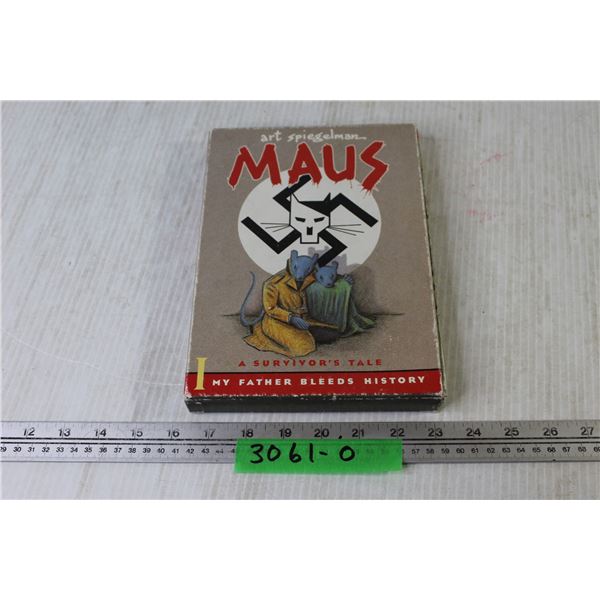 art spiegelman
MAUS
A SURVIVOR'S TALE
I MY FATHER BLEEDS HISTORY
12 13 14 15 16 17 18 19 20 21 22 23 24 25 26 27
3061-0